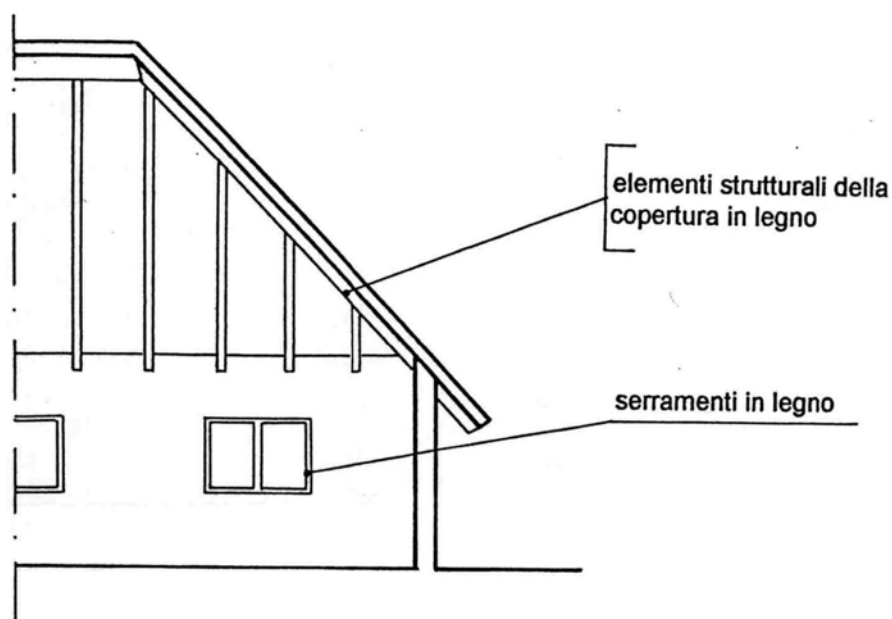 elementi strutturali della
copertura in legno
serramenti in legno